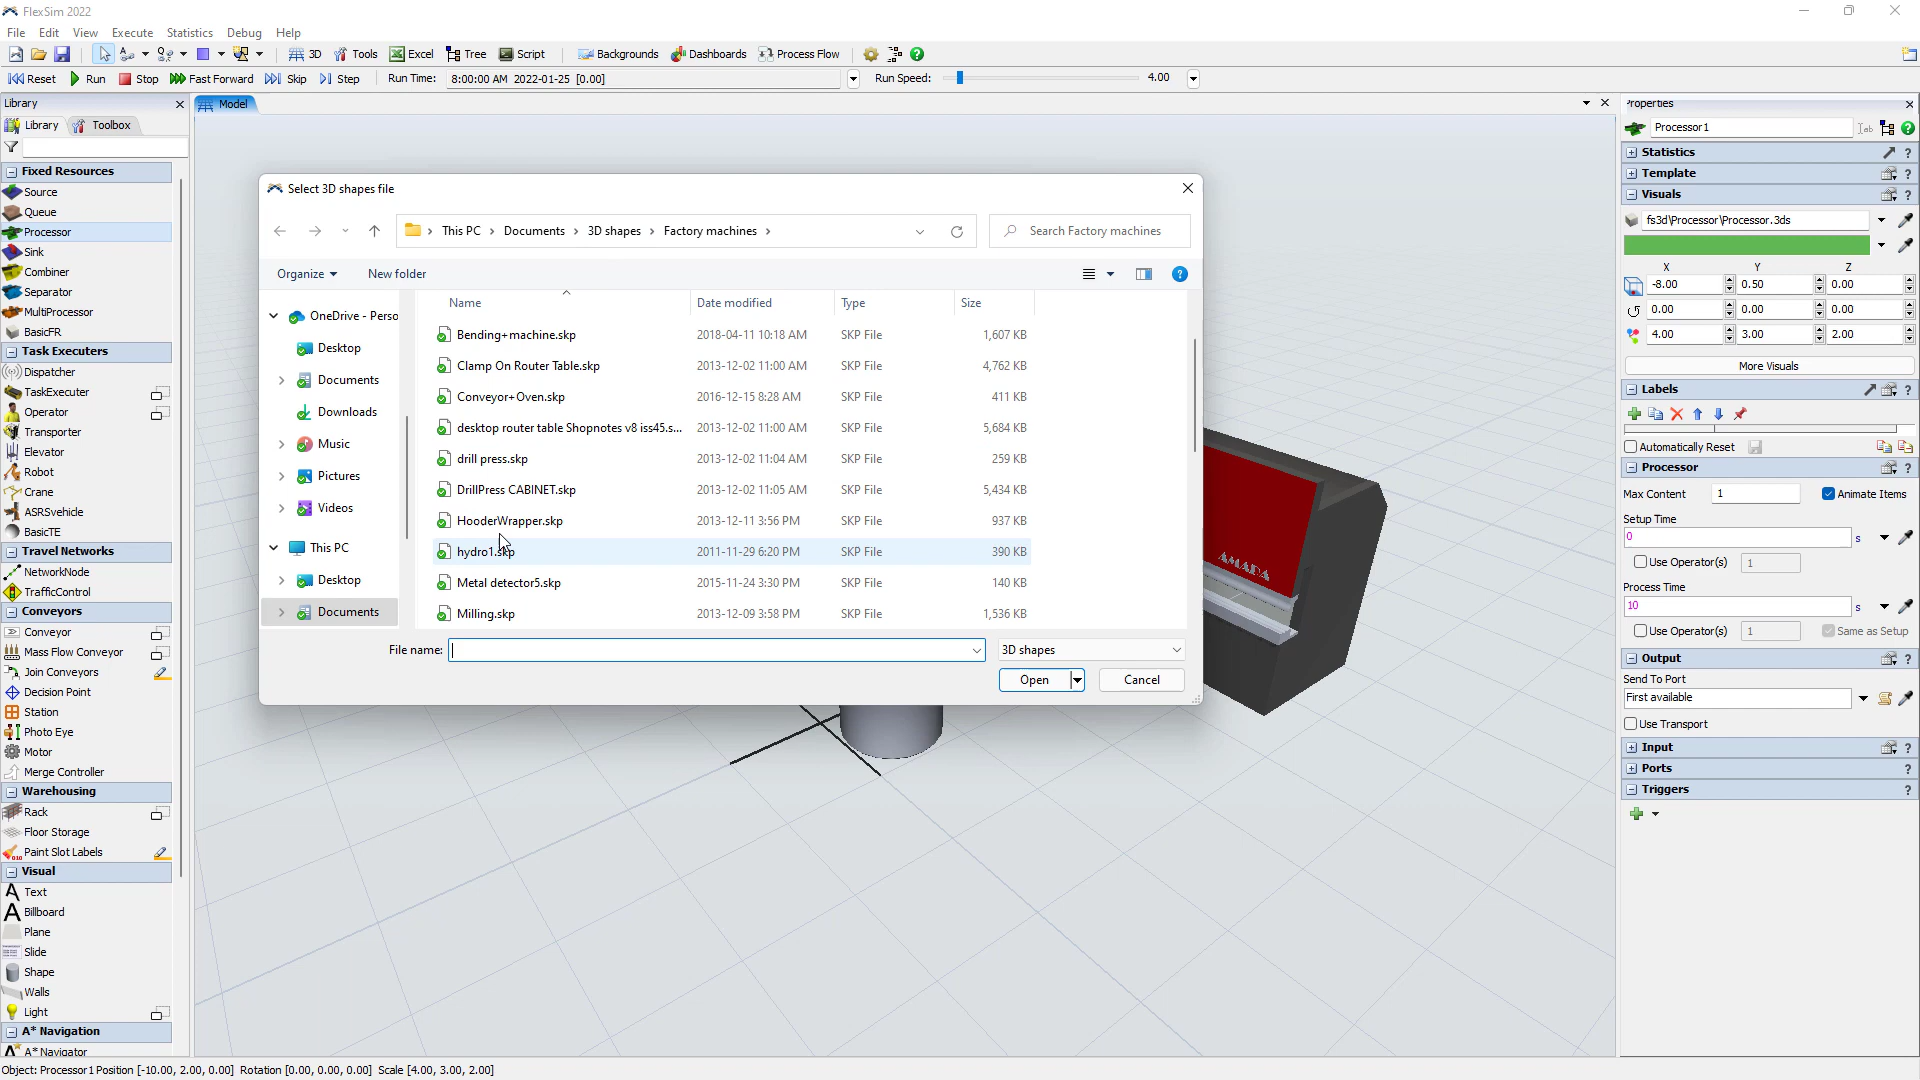 FlexSim 2022
File Edit View Execute Statistics Debug Help
3D Tools Excel Tree Script Backgrounds Dashboards Process Flow
Reset Run Stop Fast Forward Skip Step Run Time: 8:00:00 AM 2022-01-25 [0.00] Run Speed: 4.00
Library
Library Toolbox
Fixed Resources
Source
Queue
Processor
Sink
Combiner
Separator
MultiProcessor
BasicFR
Task Executers
Dispatcher
TaskExecuter
Operator
Transporter
Elevator
Robot
Crane
ASRSvehicle
BasicTE
Travel Networks
NetworkNode
TrafficControl
Conveyors
Conveyor
Mass Flow Conveyor
Join Conveyors
Decision Point
Station
Photo Eye
Motor
Merge Controller
Warehousing
Rack
Floor Storage
Paint Slot Labels
Visual
Text
Billboard
Plane
Slide
Shape
Walls
Light
A* Navigation
A* Navigator
Model
Select 3D shapes file
This PC > Documents > 3D shapes > Factory machines >
Search Factory machines
Organize New folder
OneDrive - Perso
Desktop
Documents
Downloads
Music
Pictures
Videos
This PC
Desktop
Documents
Name Date modified Type Size
Bending+machine.skp 2018-04-11 10:18 AM SKP File 1,607 KB
Clamp On Router Table.skp 2013-12-02 11:00 AM SKP File 4,762 KB
Conveyor+Oven.skp 2016-12-15 8:28 AM SKP File 411 KB
desktop router table Shopnotes v8 iss45.s... 2013-12-02 11:00 AM SKP File 5,684 KB
drill press.skp 2013-12-02 11:04 AM SKP File 259 KB
DrillPress CABINET.skp 2013-12-02 11:05 AM SKP File 5,434 KB
HooderWrapper.skp 2013-12-11 3:56 PM SKP File 937 KB
hydro1.skp 2011-11-29 6:20 PM SKP File 390 KB
Metal detector5.skp 2015-11-24 3:30 PM SKP File 140 KB
Milling.skp 2013-12-09 3:58 PM SKP File 1,536 KB
File name: 3D shapes
Open Cancel
AMADA
Properties
Processor1
Statistics
Template
Visuals
fs3d\Processor\Processor.3ds
X Y Z
-8.00 0.50 0.00
0.00 0.00 0.00
4.00 3.00 2.00
More Visuals
Labels
Automatically Reset
Processor
Max Content 1 Animate Items
Setup Time
0 s
Use Operator(s) 1
Process Time
10 s
Use Operator(s) 1 Same as Setup
Output
Send To Port
First available
Use Transport
Input
Ports
Triggers
Object: Processor1 Position [-10.00, 2.00, 0.00] Rotation [0.00, 0.00, 0.00] Scale [4.00, 3.00, 2.00]